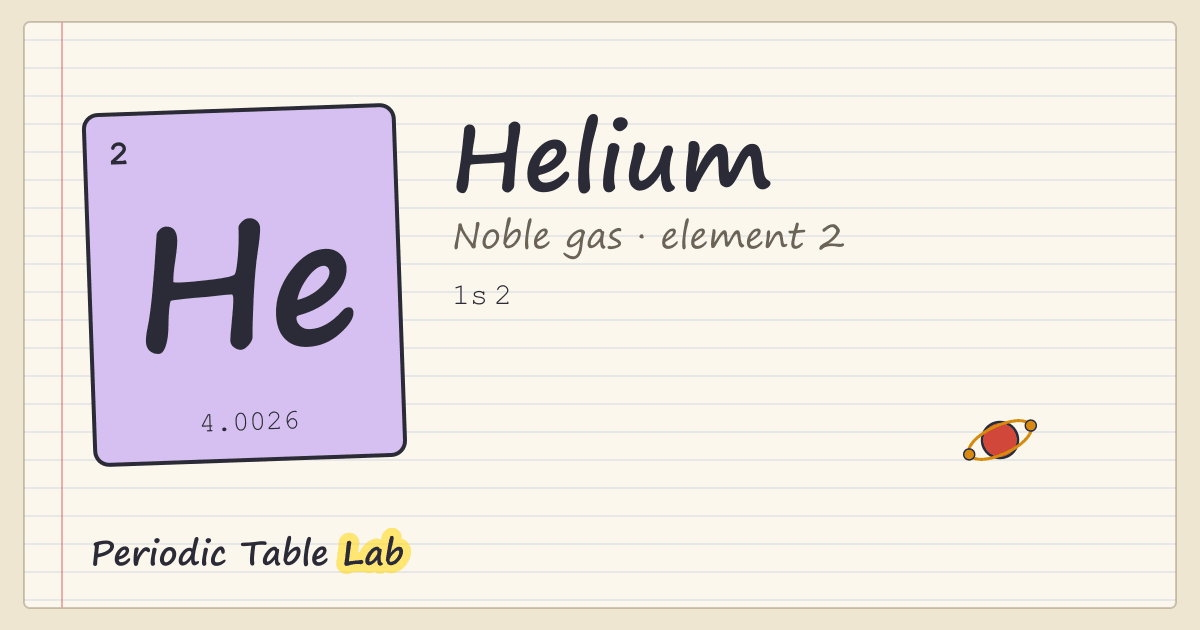 2
He
4.0026
Helium
Noble gas · element 2
1s2
Periodic Table Lab